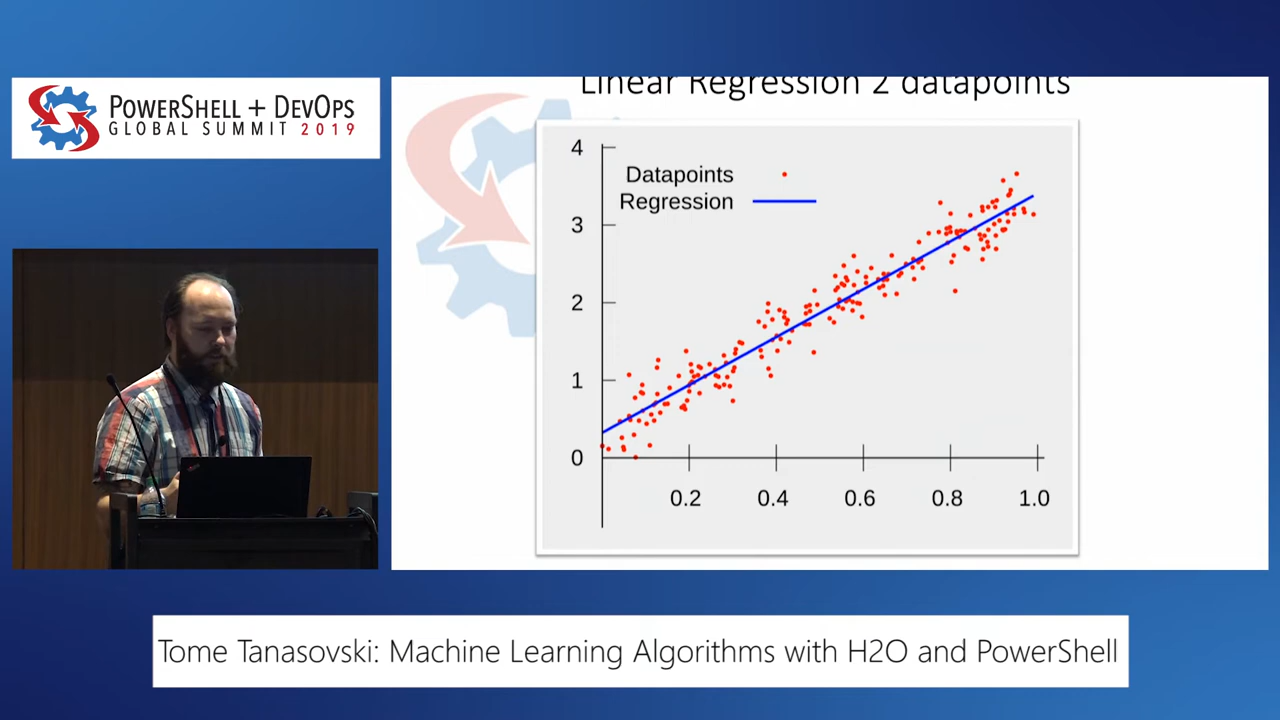 POWERSHELL + DEVOPS
GLOBAL SUMMIT 2019
Linear Regression 2 datapoints
4
Datapoints
Regression
3
2
1
0
0.2 0.4 0.6 0.8 1.0
Tome Tanasovski: Machine Learning Algorithms with H2O and PowerShell